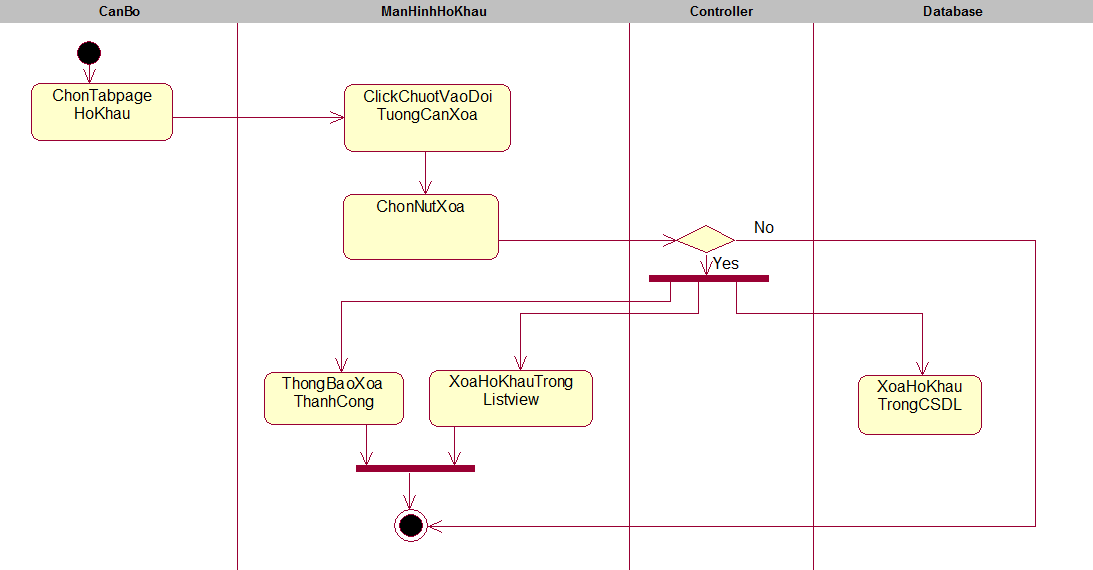 CanBo
ManHinhHoKhau
Controller
Database
ChonTabpage
HoKhau
ClickChuotVaoDoi
TuongCanXoa
ChonNutXoa
No
Yes
ThongBaoXoa
ThanhCong
XoaHoKhauTrong
Listview
XoaHoKhau
TrongCSDL